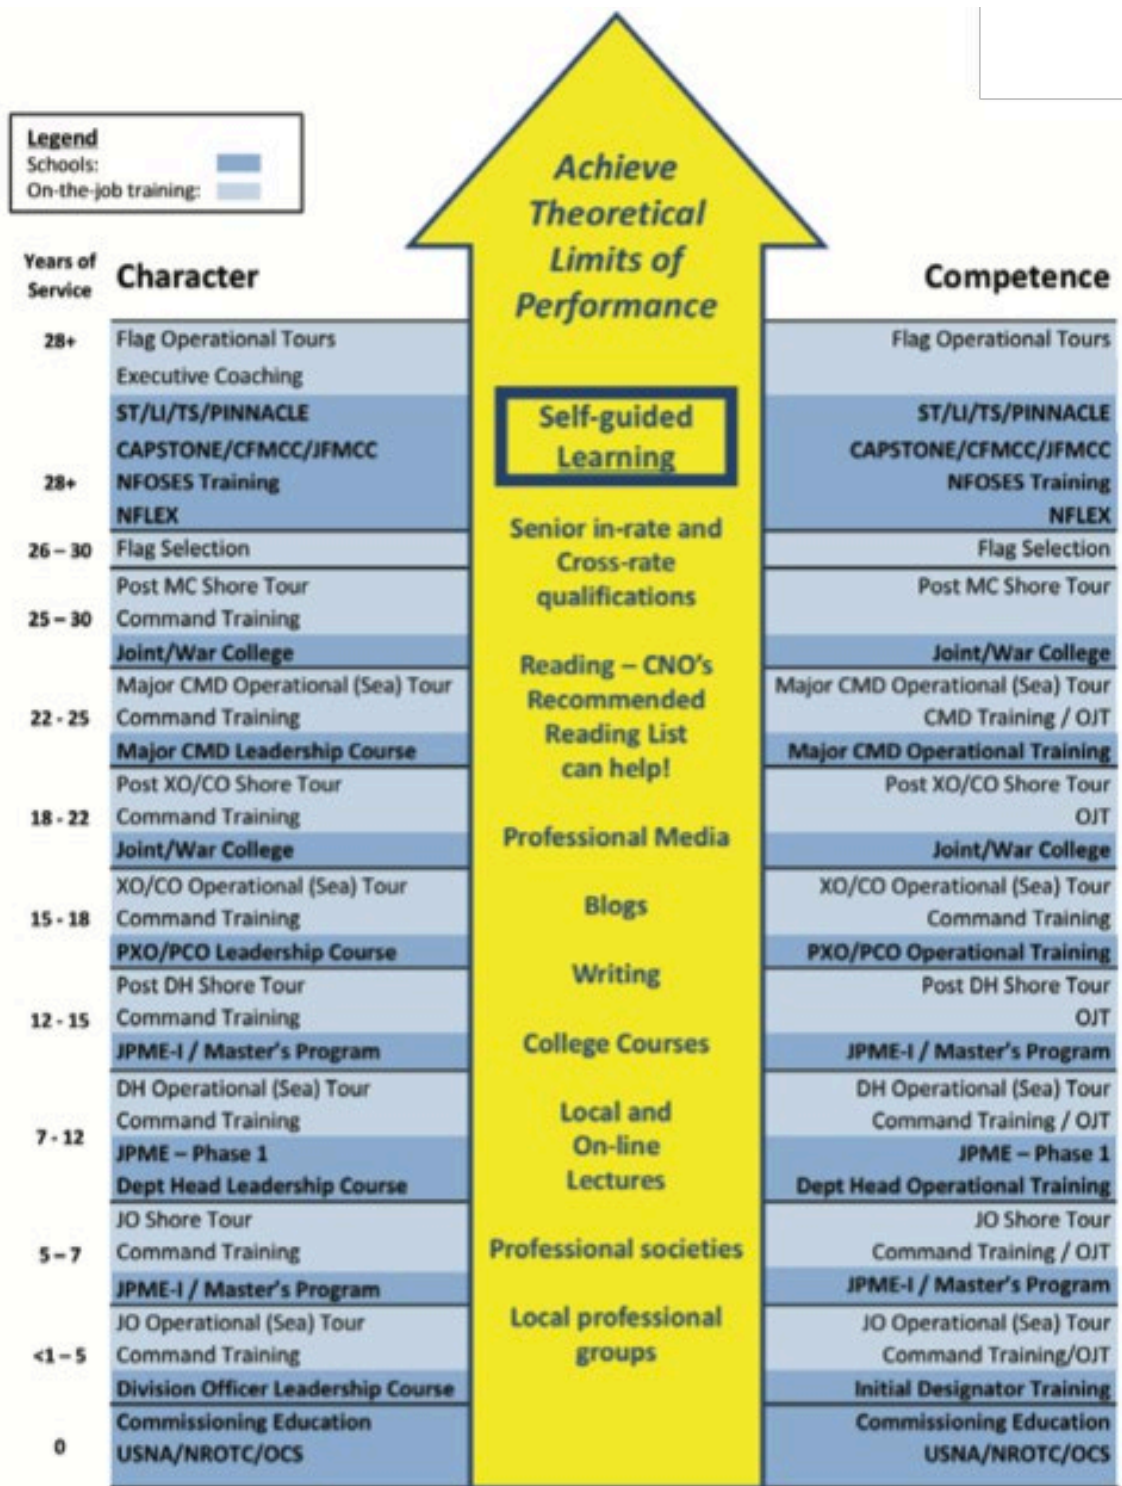 Legend
Schools:
On-the-job training:
Years of
Service
Character
Achieve
Theoretical
Limits of
Performance
Competence
28+
Flag Operational Tours
Executive Coaching
ST/LI/TS/PINNACLE
CAPSTONE/CFMCC/JFMCC
28+
NFOSES Training
NFLEX
26 – 30
Flag Selection
Post MC Shore Tour
25 – 30
Command Training
Joint/War College
Major CMD Operational (Sea) Tour
22 - 25
Command Training
Major CMD Leadership Course
Post XO/CO Shore Tour
18 - 22
Command Training
Joint/War College
XO/CO Operational (Sea) Tour
15 - 18
Command Training
PXO/PCO Leadership Course
Post DH Shore Tour
12 - 15
Command Training
JPME-I / Master's Program
DH Operational (Sea) Tour
Command Training
7 - 12
JPME – Phase 1
Dept Head Leadership Course
JO Shore Tour
5 – 7
Command Training
JPME-I / Master's Program
JO Operational (Sea) Tour
<1 – 5
Command Training
Division Officer Leadership Course
Commissioning Education
0
USNA/NROTC/OCS
Self-guided
Learning
Senior in-rate and
Cross-rate
qualifications
Reading – CNO's
Recommended
Reading List
can help!
Professional Media
Blogs
Writing
College Courses
Local and
On-line
Lectures
Professional societies
Local professional
groups
Flag Operational Tours
ST/LI/TS/PINNACLE
CAPSTONE/CFMCC/JFMCC
NFOSES Training
NFLEX
Flag Selection
Post MC Shore Tour
Joint/War College
Major CMD Operational (Sea) Tour
CMD Training / OJT
Major CMD Operational Training
Post XO/CO Shore Tour
OJT
Joint/War College
XO/CO Operational (Sea) Tour
Command Training
PXO/PCO Operational Training
Post DH Shore Tour
OJT
JPME-I / Master's Program
DH Operational (Sea) Tour
Command Training / OJT
JPME – Phase 1
Dept Head Operational Training
JO Shore Tour
Command Training / OJT
JPME-I / Master's Program
JO Operational (Sea) Tour
Command Training/OJT
Initial Designator Training
Commissioning Education
USNA/NROTC/OCS